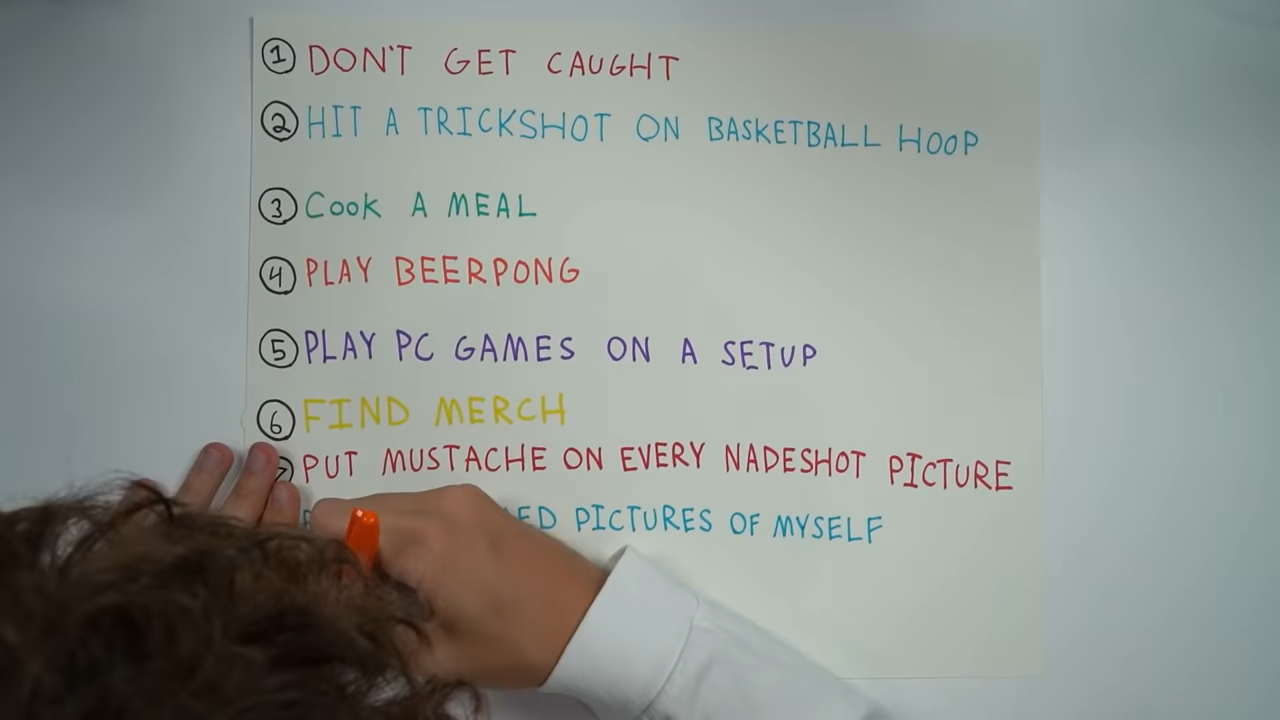 1 DON'T GET CAUGHT
2 HIT A TRICKSHOT ON BASKETBALL HOOP
3 Cook A MEAL
4 PLAY BEERPONG
5 PLAY PC GAMES ON A SETUP
6 FIND MERCH
PUT MUSTACHE ON EVERY NADESHOT PICTURE
PICTURES OF MYSELF